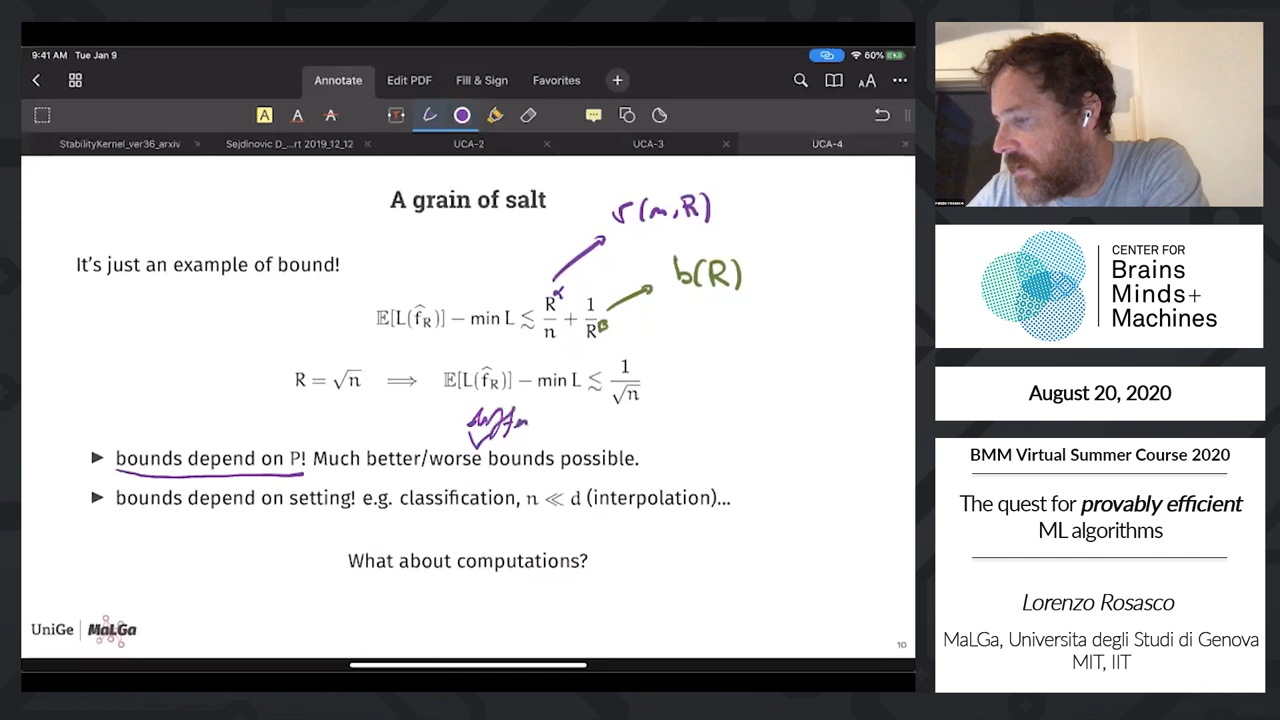 9:41 AM Tue Jan 9
60%
Annotate Edit PDF Fill & Sign Favorites
A A A T
StabilityKernel_ver36_arxiv × Sejdinovic D_...rt 2019_12_12 × UCA-2 × UCA-3 × UCA-4 ×
A grain of salt
σ(n,R)
It's just an example of bound!
b(R)
𝔼[L(f̂_R)] − min L ≲ R^α/n + 1/R^β
R = √n ⟹ 𝔼[L(f̂_R)] − min L ≲ 1/√n
▶ bounds depend on P! Much better/worse bounds possible.
▶ bounds depend on setting! e.g. classification, n ≪ d (interpolation)...
What about computations?
UniGe | MaLGa
10
CENTER FOR
Brains
Minds+
Machines
August 20, 2020
BMM Virtual Summer Course 2020
The quest for provably efficient
ML algorithms
Lorenzo Rosasco
MaLGa, Universita degli Studi di Genova
MIT, IIT